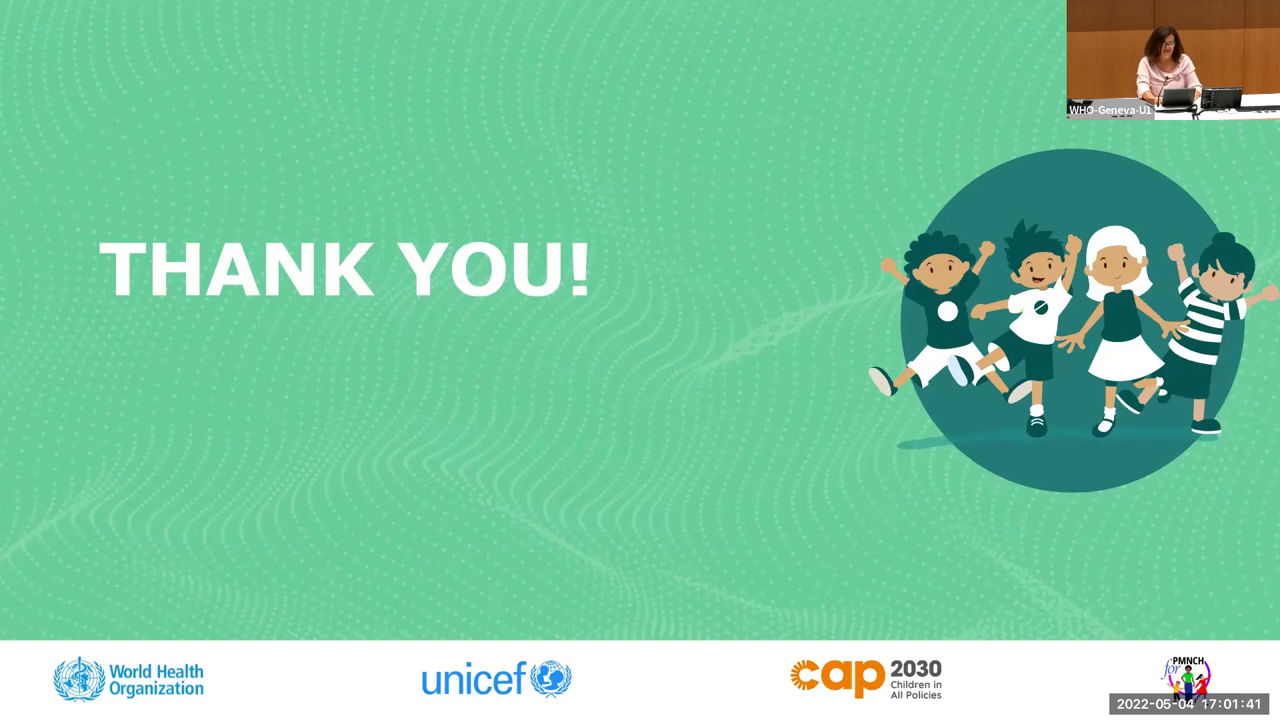 WHO-Geneva-U1
THANK YOU!
World Health
Organization
unicef
cap 2030
Children in
All Policies
PMNCH
for
2022-05-04 17:01:41